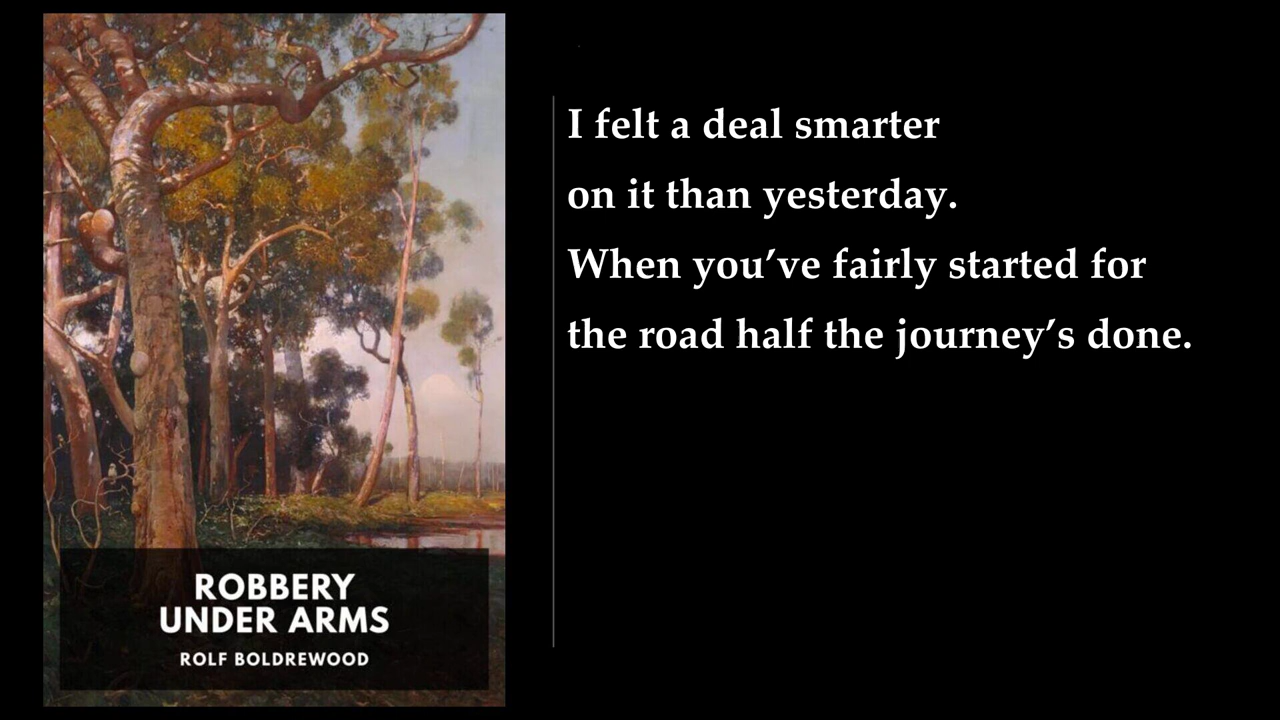 I felt a deal smarter
on it than yesterday.
When you’ve fairly started for
the road half the journey’s done.
ROBBERY
UNDER ARMS
ROLF BOLDREWOOD